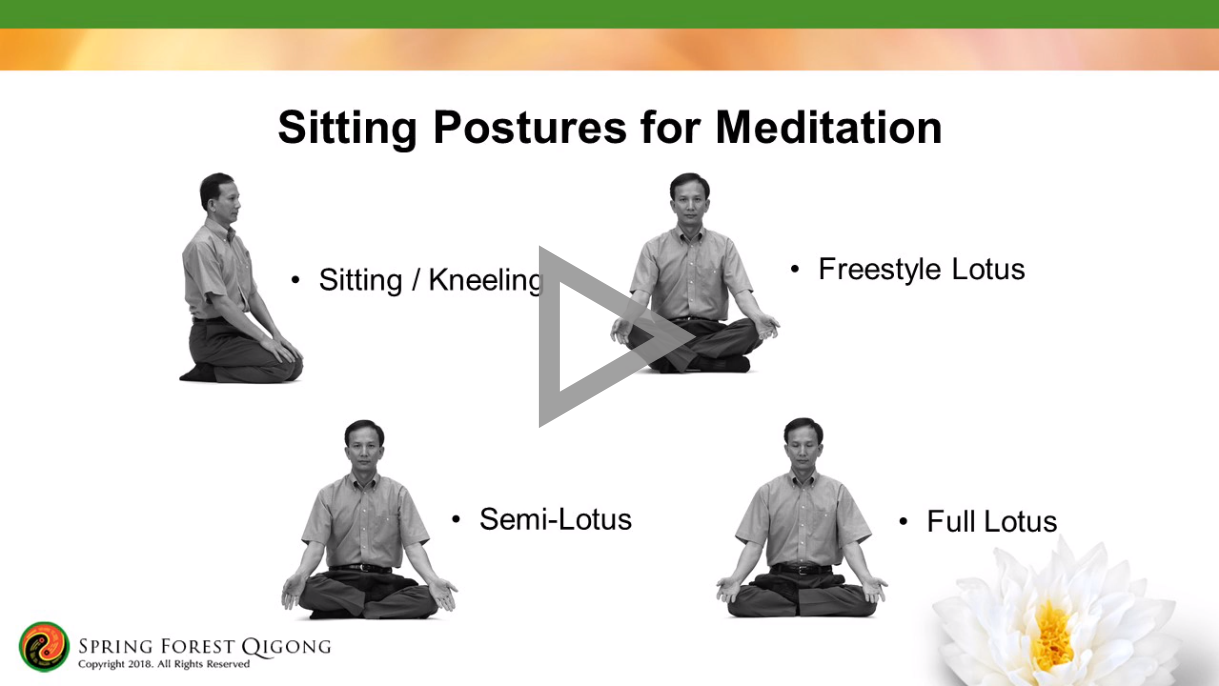 Sitting Postures for Meditation
• Sitting / Kneeling
• Freestyle Lotus
• Semi-Lotus
• Full Lotus
SPRING FOREST QIGONG
Copyright 2018. All Rights Reserved